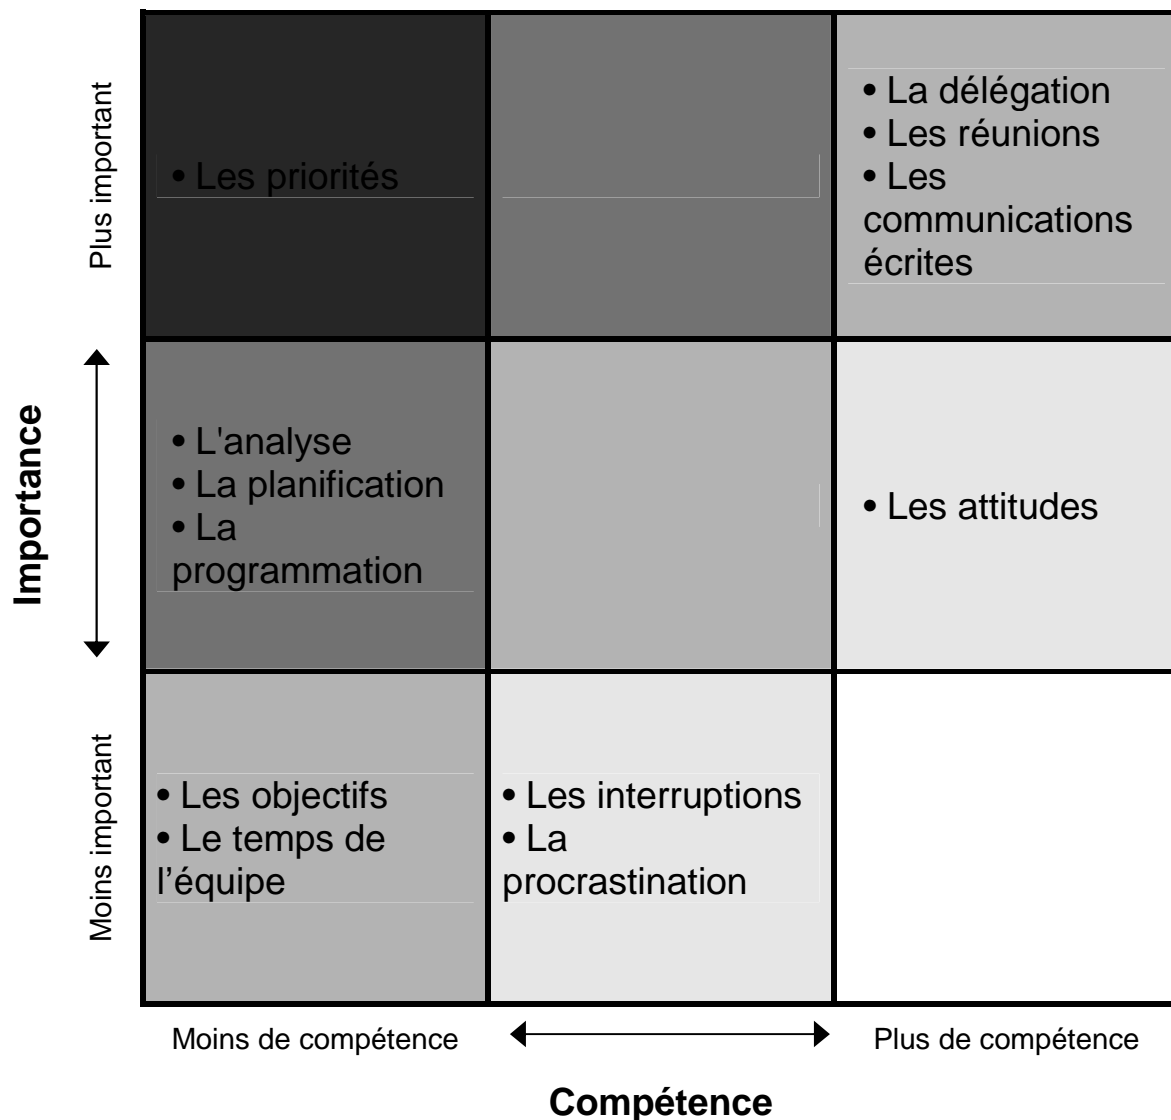 Plus important
• Les priorités
• La délégation
• Les réunions
• Les
communications
écrites
Importance
• L'analyse
• La planification
• La
programmation
• Les attitudes
Moins important
• Les objectifs
• Le temps de
l’équipe
• Les interruptions
• La
procrastination
Moins de compétence
Plus de compétence
Compétence